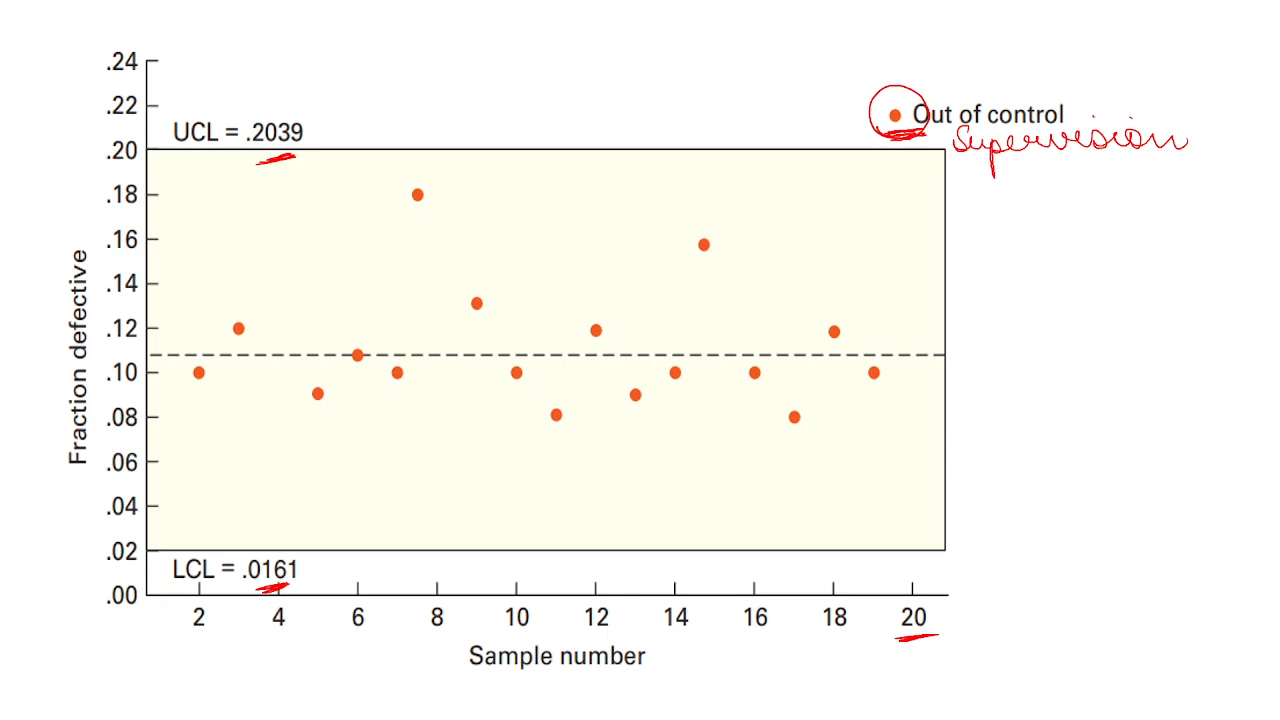 .24
.22
Out of control
UCL = .2039
Supervision
.20
.18
.16
.14
.12
.10
.08
.06
.04
.02
Fraction defective
LCL = .0161
.00
2 4 6 8 10 12 14 16 18 20
Sample number